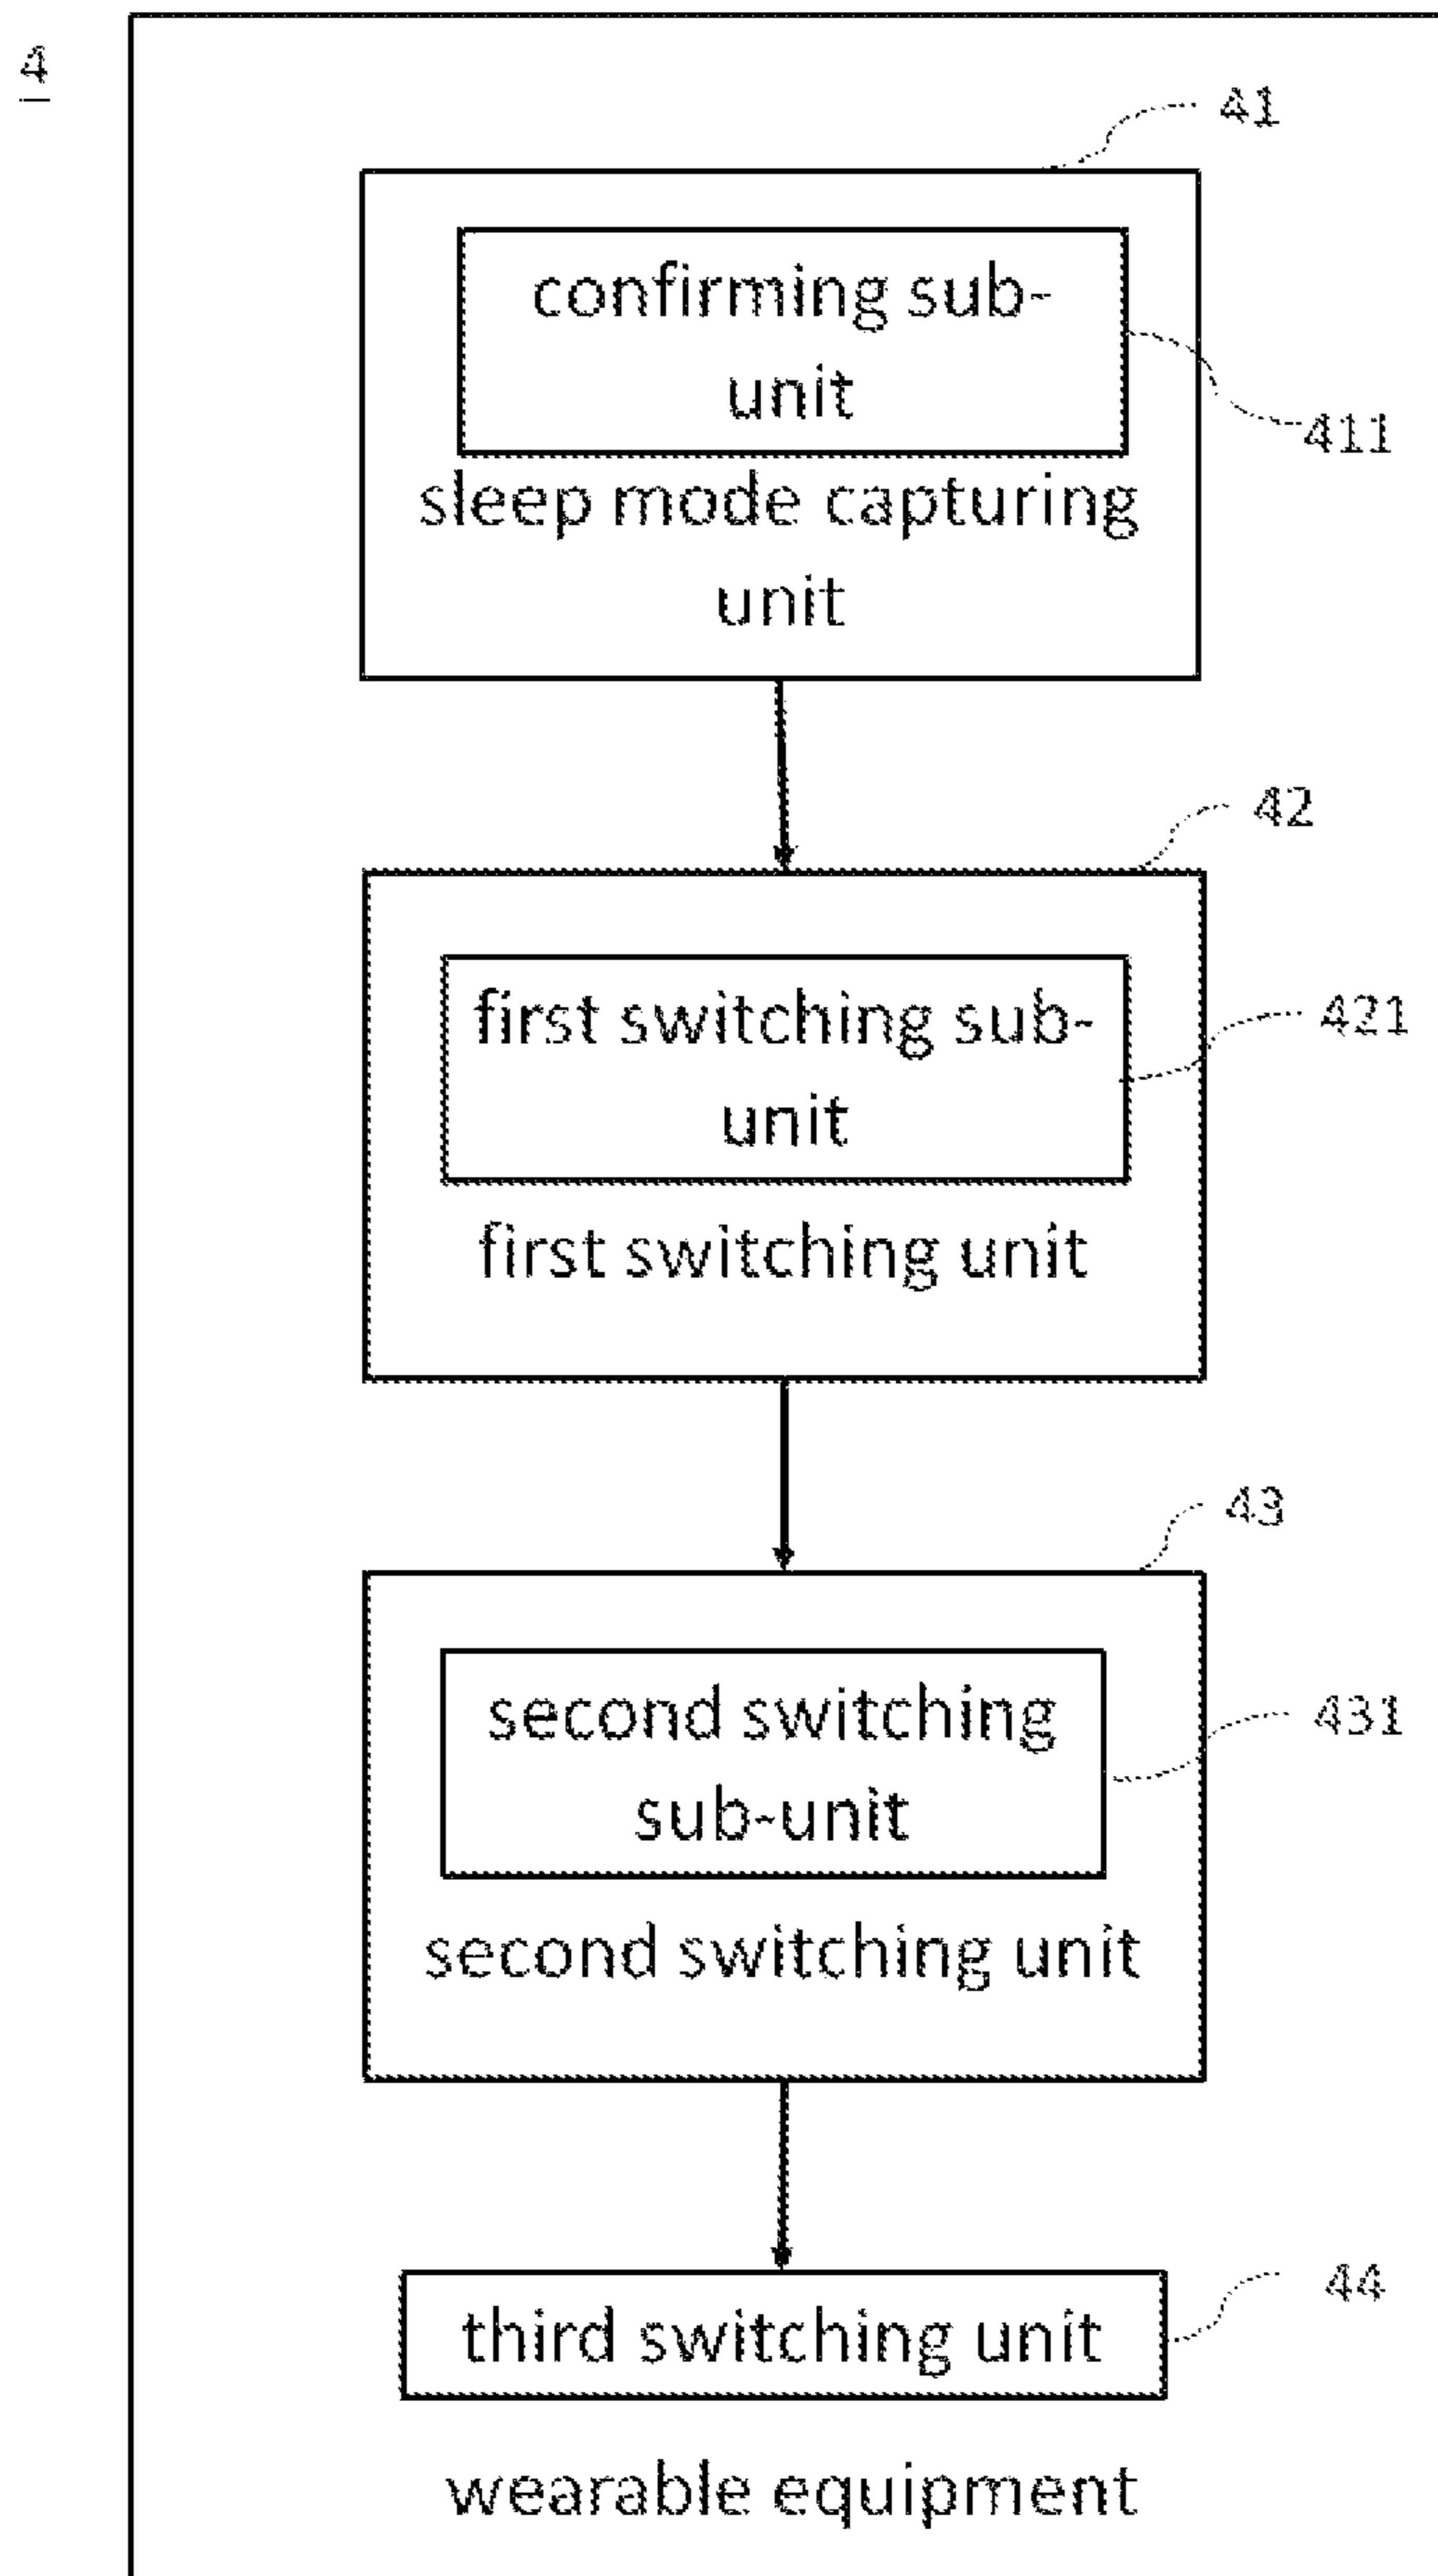 4
41
confirming sub-
unit
411
sleep mode capturing
unit
42
first switching sub-
unit
421
first switching unit
43
second switching
sub-unit
431
second switching unit
44
third switching unit
wearable equipment